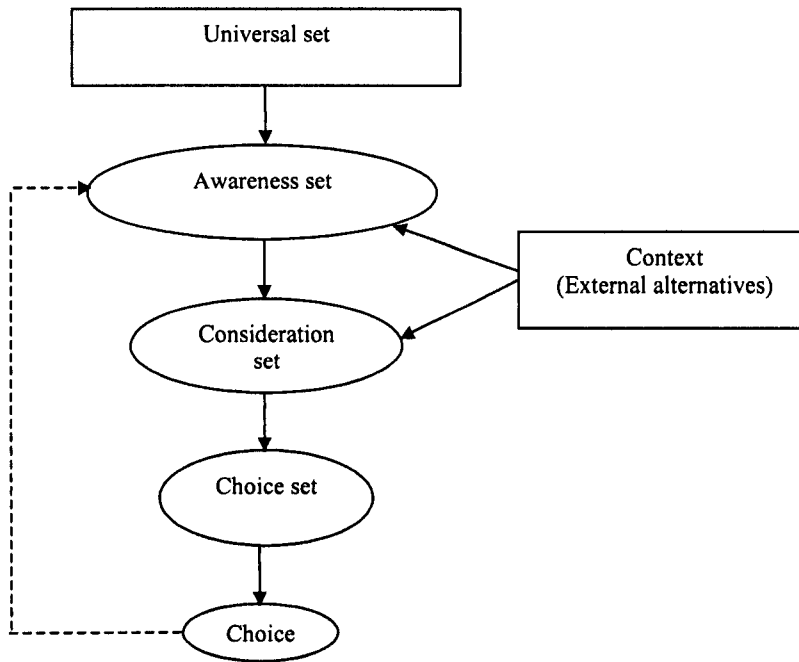 Universal set
Awareness set
Context
(External alternatives)
Consideration
set
Choice set
Choice